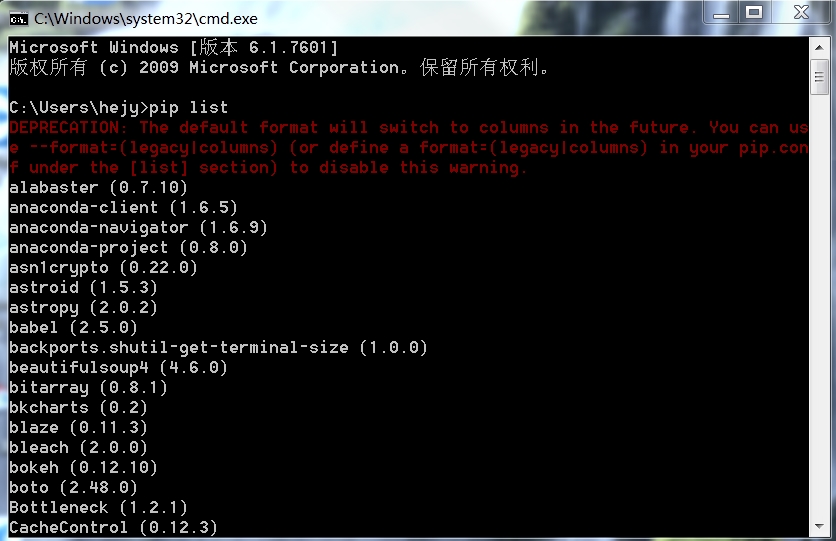 C:\Windows\system32\cmd.exe
Microsoft Windows [版本 6.1.7601]
版权所有 (c) 2009 Microsoft Corporation。保留所有权利。
C:\Users\hejy>pip list
DEPRECATION: The default format will switch to columns in the future. You can us
e --format=(legacy|columns) (or define a format=(legacy|columns) in your pip.con
f under the [list] section) to disable this warning.
alabaster (0.7.10)
anaconda-client (1.6.5)
anaconda-navigator (1.6.9)
anaconda-project (0.8.0)
asn1crypto (0.22.0)
astroid (1.5.3)
astropy (2.0.2)
babel (2.5.0)
backports.shutil-get-terminal-size (1.0.0)
beautifulsoup4 (4.6.0)
bitarray (0.8.1)
bkcharts (0.2)
blaze (0.11.3)
bleach (2.0.0)
bokeh (0.12.10)
boto (2.48.0)
Bottleneck (1.2.1)
CacheControl (0.12.3)